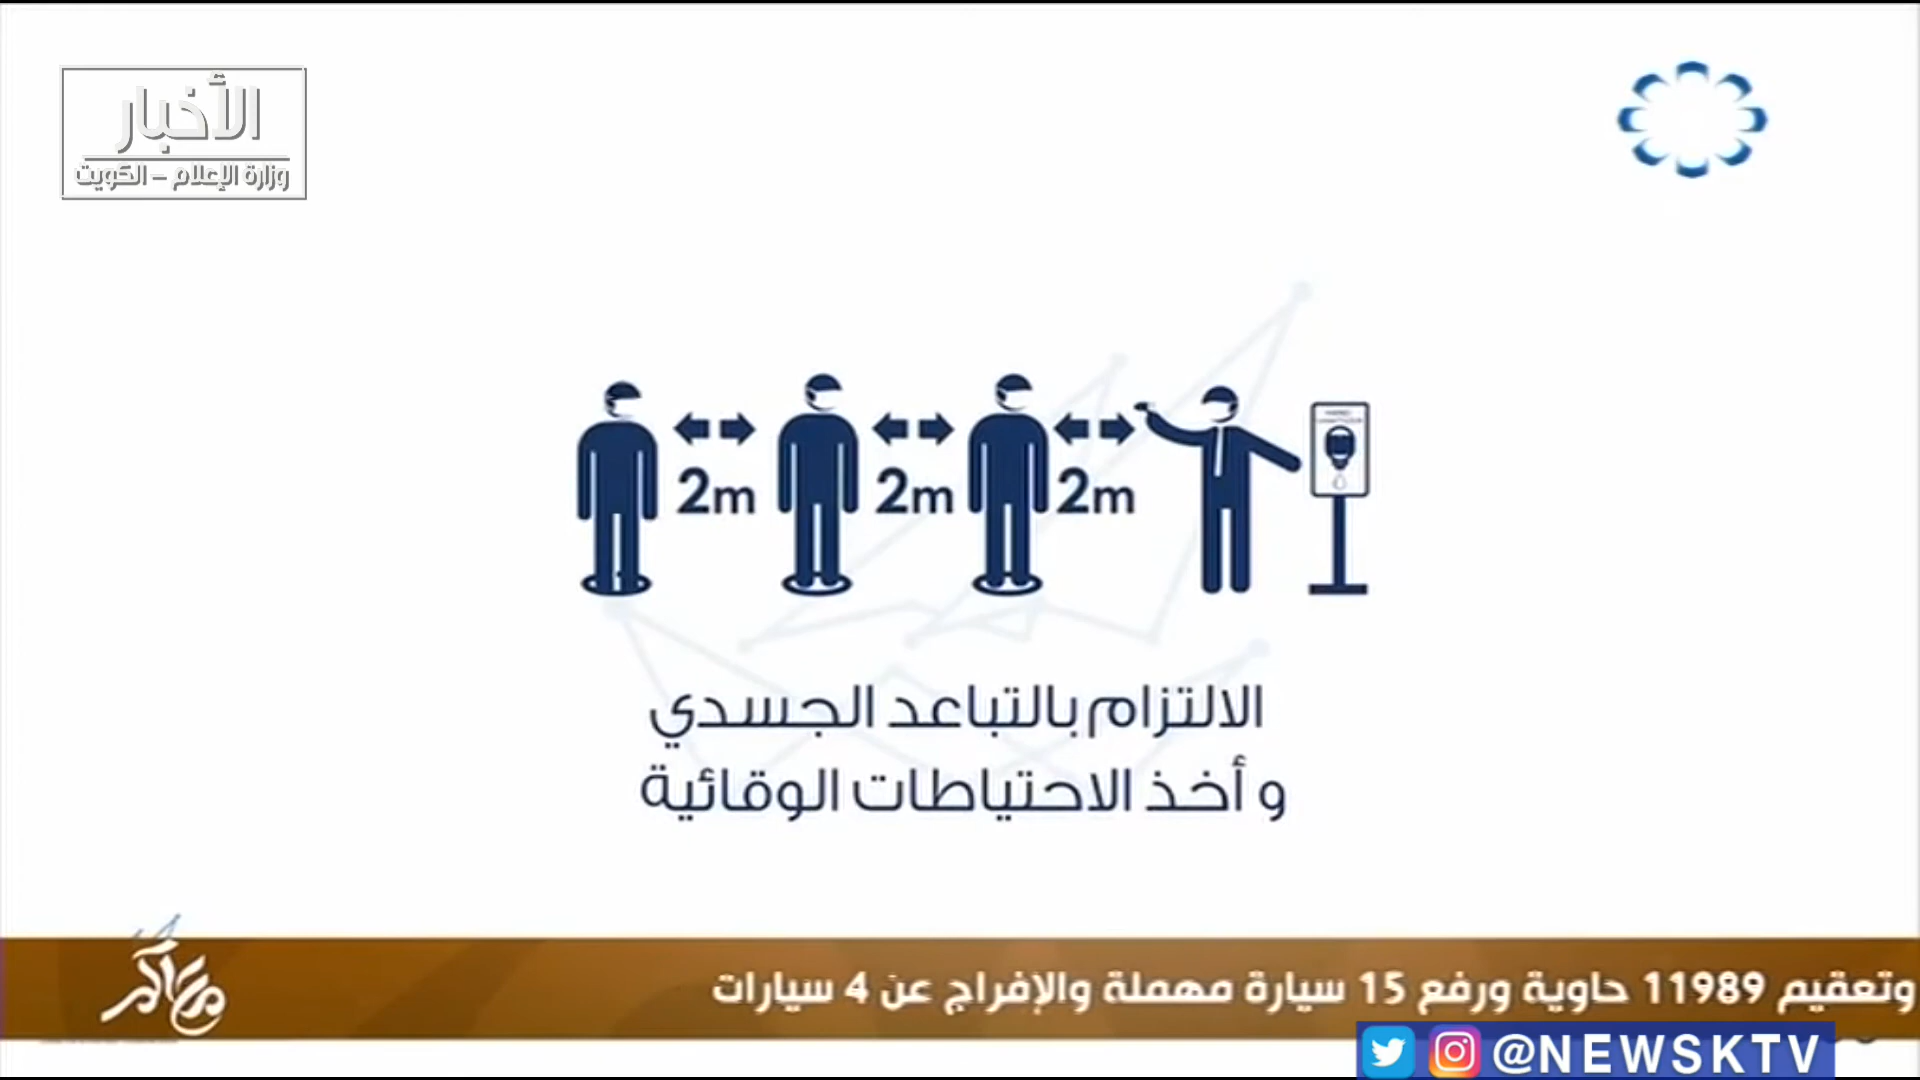 الأخبار
وزارة الإعلام – الكويت
2m 2m 2m
الالتزام بالتباعد الجسدي
و أخذ الاحتياطات الوقائية
وتعقيم 11989 حاوية ورفع 15 سيارة مهملة والإفراج عن 4 سيارات
@NEWSKTV